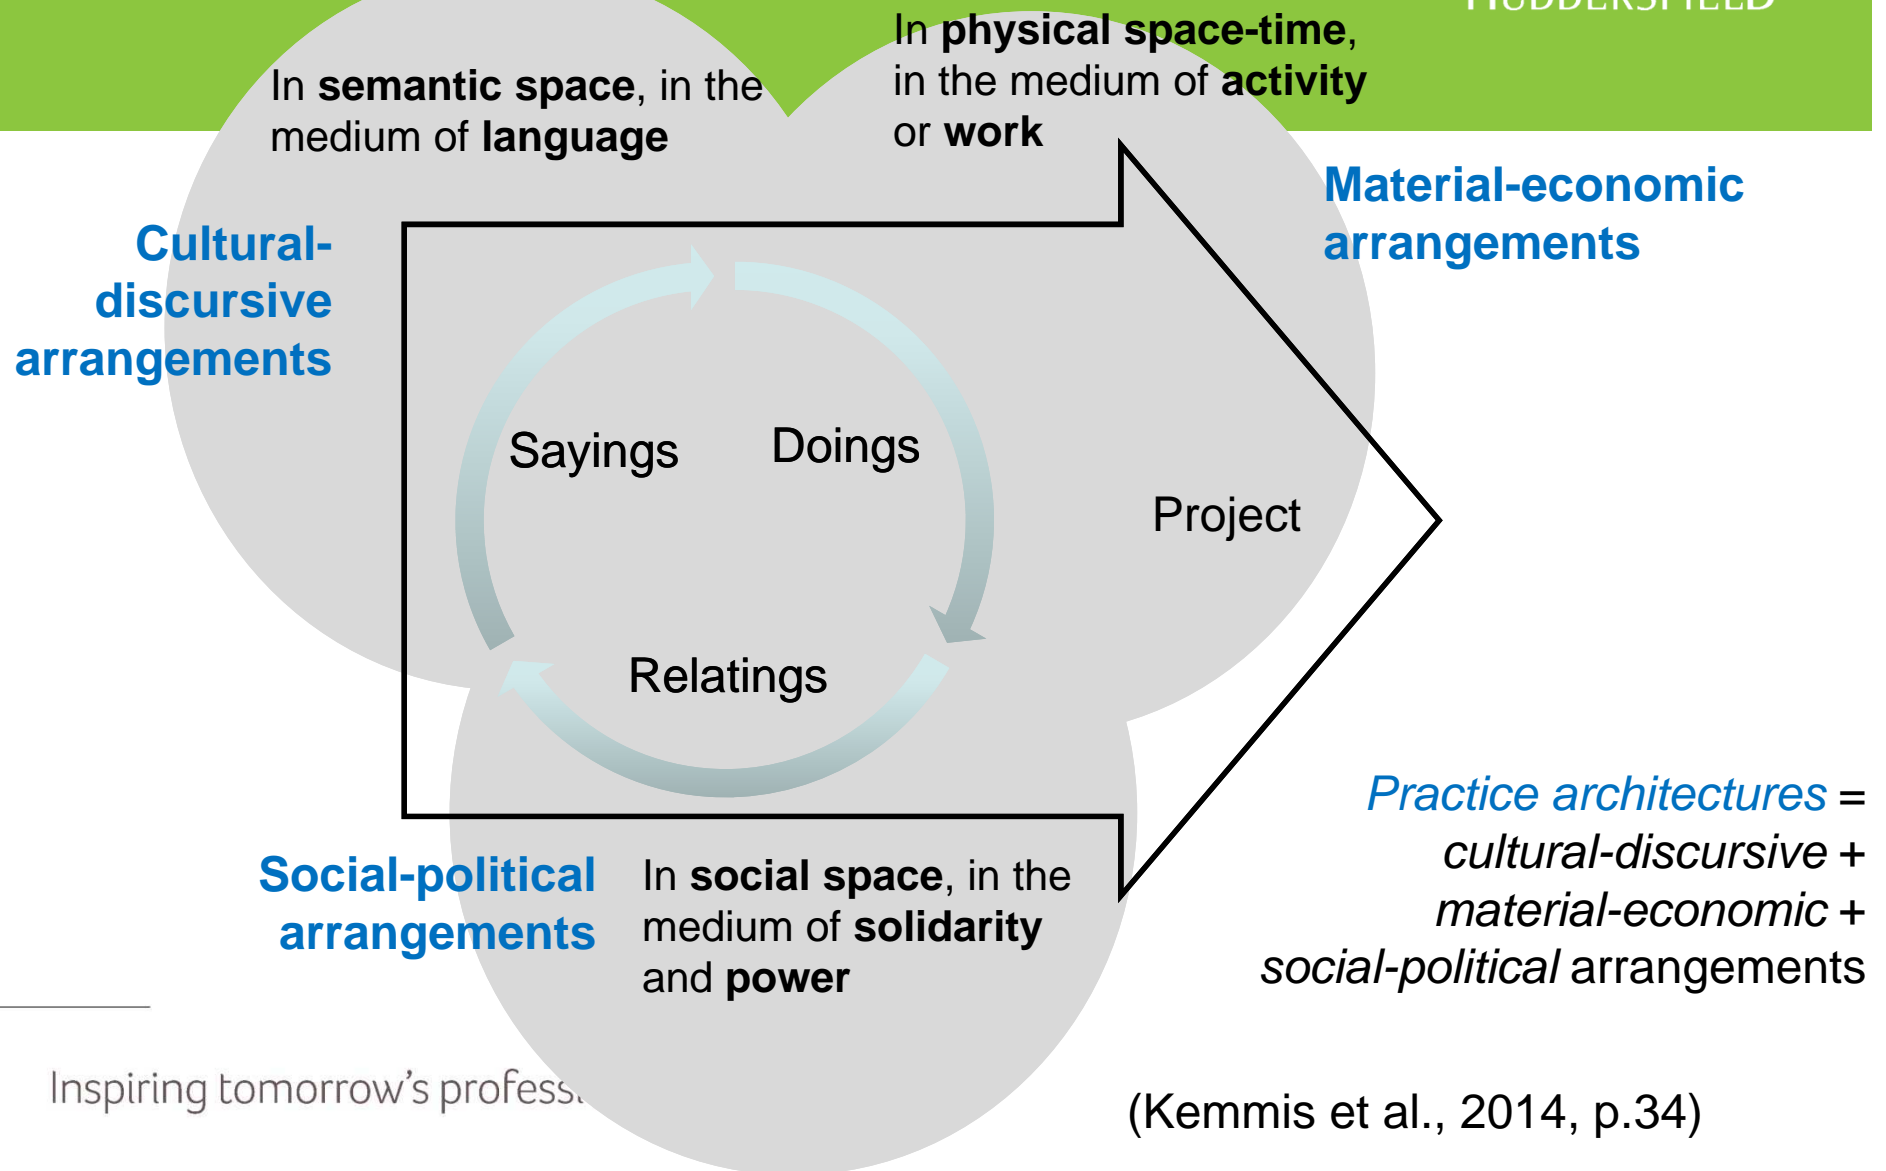 HUDDERSFIELD
In physical space-time,
in the medium of activity
or work
In semantic space, in the
medium of language
Material-economic
arrangements
Cultural-
discursive
arrangements
Sayings
Doings
Project
Relatings
Practice architectures =
cultural-discursive +
material-economic +
social-political arrangements
Social-political
arrangements
In social space, in the
medium of solidarity
and power
Inspiring tomorrow's
(Kemmis et al., 2014, p.34)